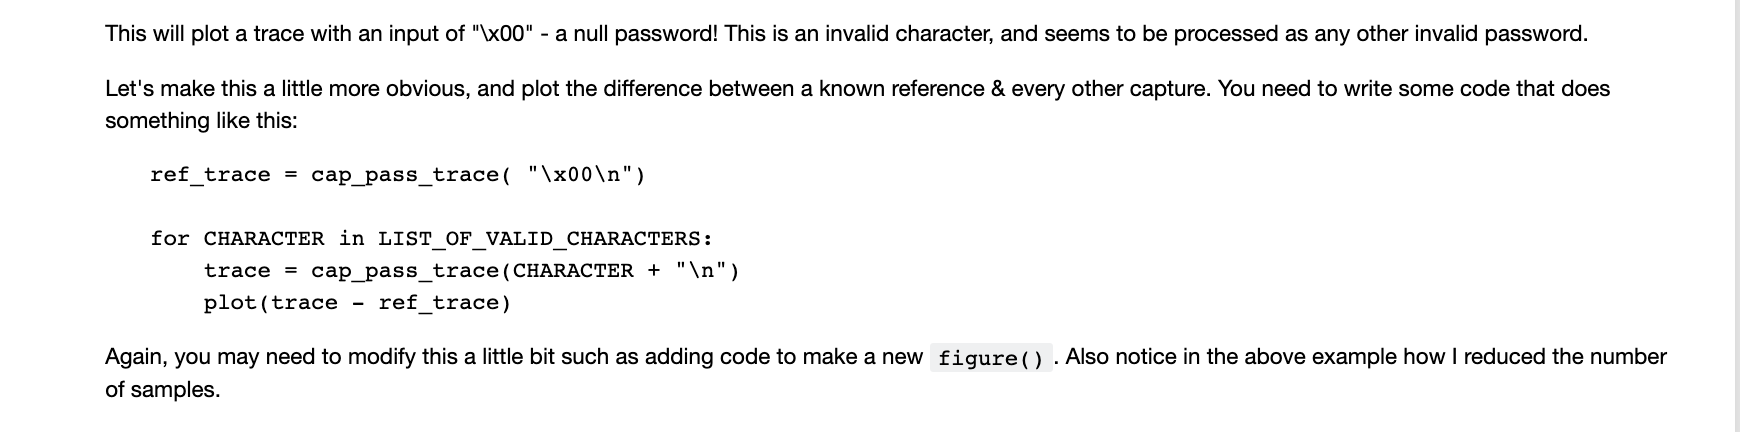 This will plot a trace with an input of "\x00" - a null password! This is an invalid character, and seems to be processed as any other invalid password.
Let's make this a little more obvious, and plot the difference between a known reference & every other capture. You need to write some code that does
something like this:
ref_trace = cap_pass_trace( "\x00\n")
for CHARACTER in LIST_OF_VALID_CHARACTERS:
    trace = cap_pass_trace(CHARACTER + "\n")
    plot(trace - ref_trace)
Again, you may need to modify this a little bit such as adding code to make a new figure() . Also notice in the above example how I reduced the number
of samples.